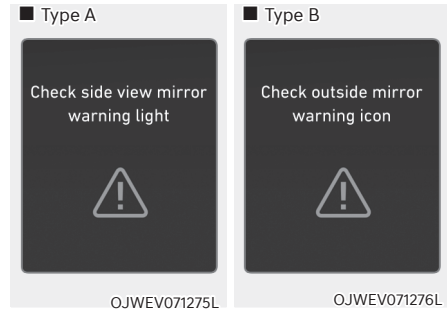 ■ Type A
Check side view mirror
warning light
OJWEV071275L
■ Type B
Check outside mirror
warning icon
OJWEV071276L